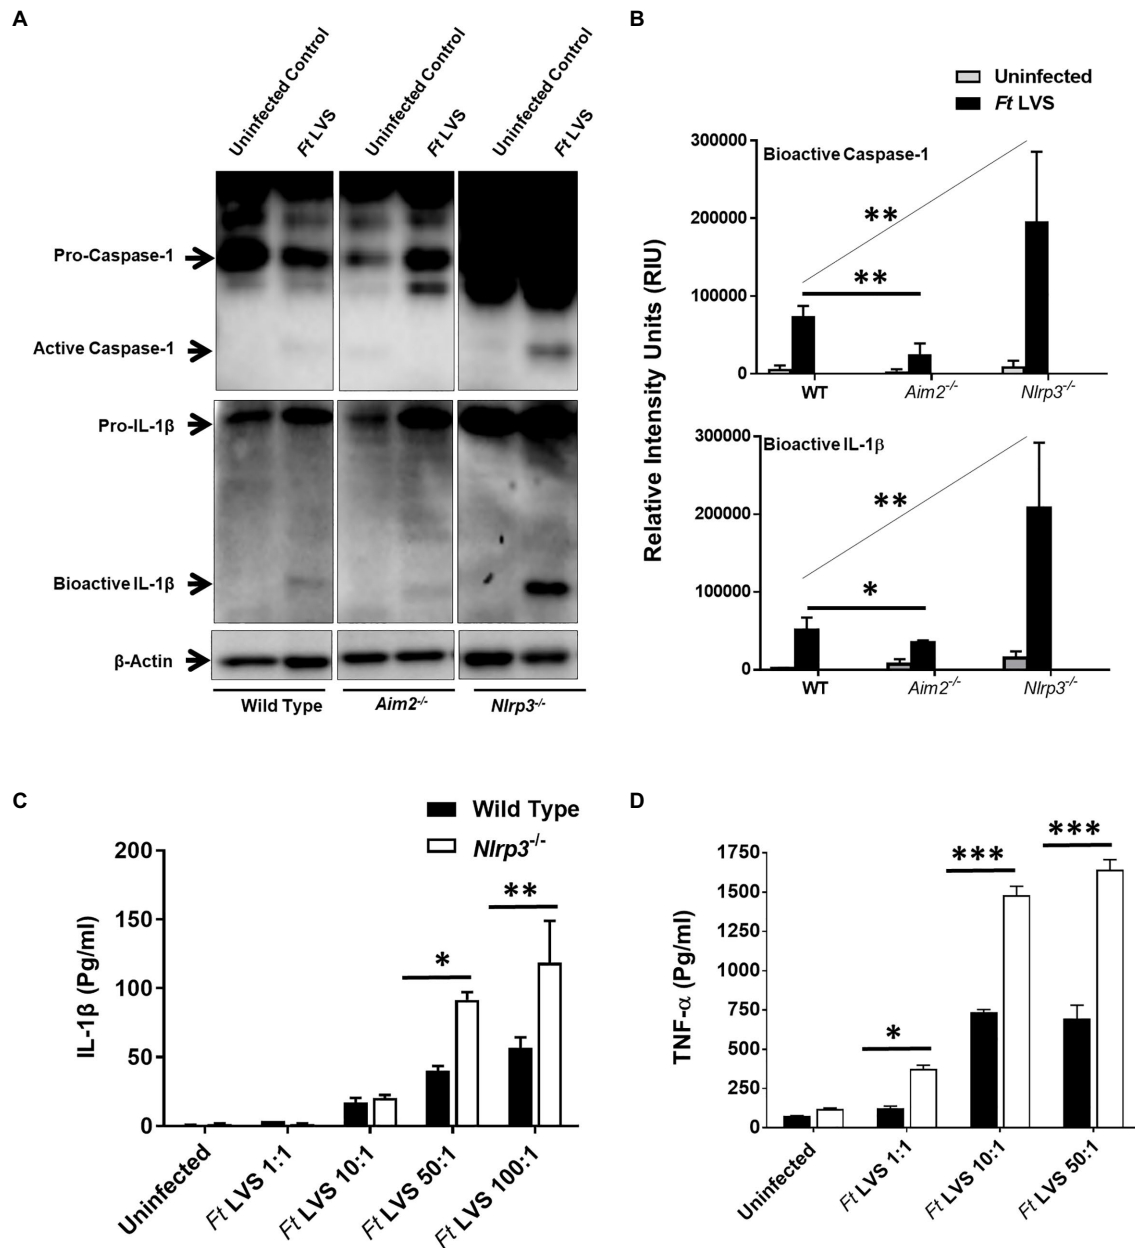 A
Uninfected Control
Ft LVS
Uninfected Control
Ft LVS
Uninfected Control
Ft LVS
Pro-Caspase-1
Active Caspase-1
Pro-IL-1β
Bioactive IL-1β
β-Actin
Wild Type
Aim2-/-
Nlrp3-/-
B
Uninfected
Ft LVS
Relative Intensity Units (RIU)
Bioactive Caspase-1
300000
200000
100000
0
**
**
WT
Aim2-/-
Nlrp3-/-
Bioactive IL-1β
300000
200000
100000
0
**
*
WT
Aim2-/-
Nlrp3-/-
C
Wild Type
Nlrp3-/-
IL-1β (Pg/ml)
200
150
100
50
0
*
**
Uninfected
Ft LVS 1:1
Ft LVS 10:1
Ft LVS 50:1
Ft LVS 100:1
D
TNF-α (Pg/ml)
1750
1500
1250
1000
750
500
250
0
*
***
***
Uninfected
Ft LVS 1:1
Ft LVS 10:1
Ft LVS 50:1